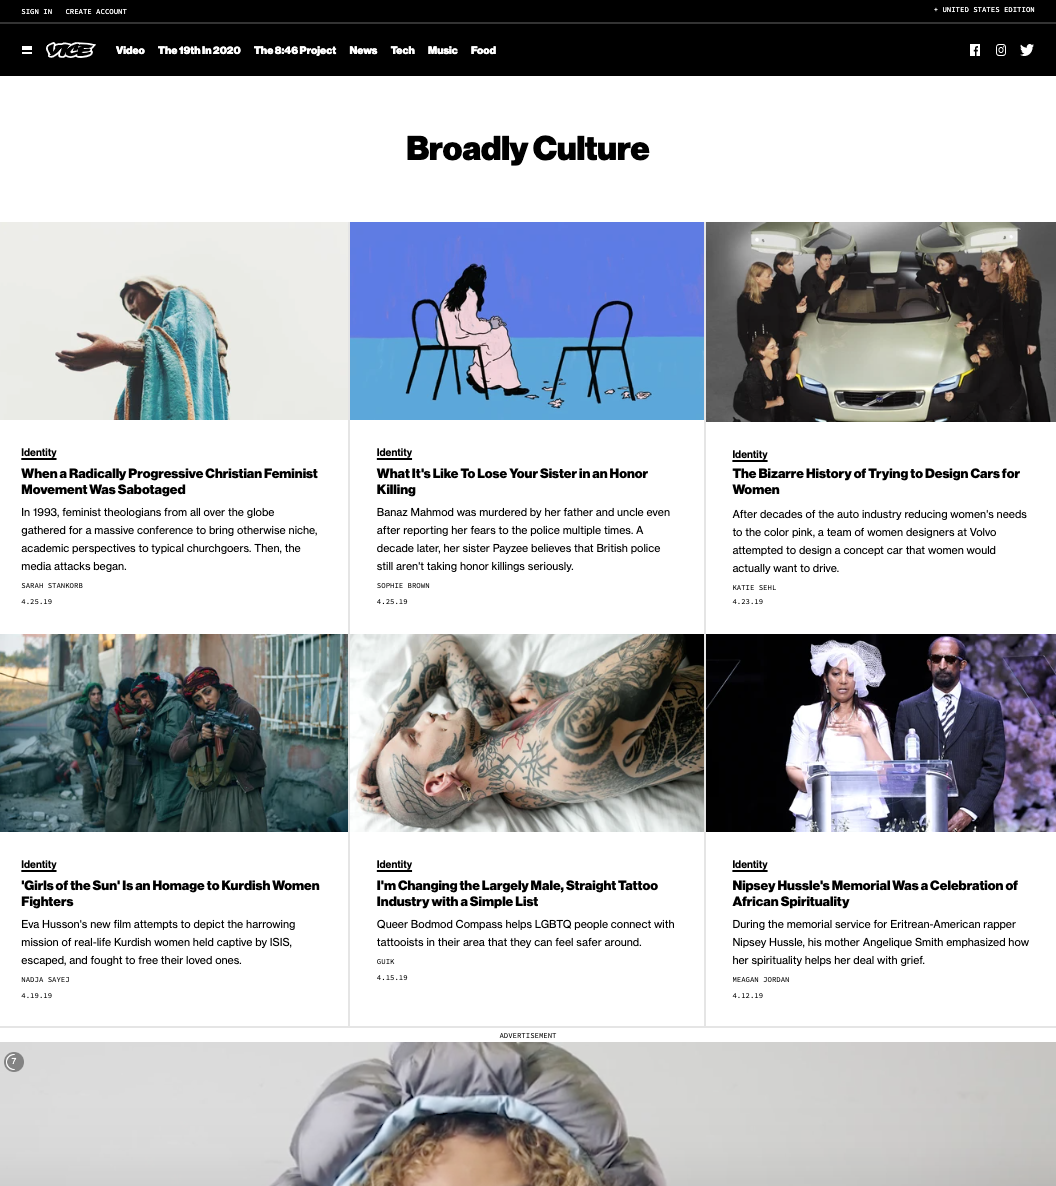 SIGN IN CREATE ACCOUNT
+ UNITED STATES EDITION
VICE
Video The 19th In 2020 The 8:46 Project News Tech Music Food
Broadly Culture
Identity
When a Radically Progressive Christian Feminist
Movement Was Sabotaged
In 1993, feminist theologians from all over the globe
gathered for a massive conference to bring otherwise niche,
academic perspectives to typical churchgoers. Then, the
media attacks began.
SARAH STANKORB
4.25.19
Identity
What It's Like To Lose Your Sister in an Honor
Killing
Banaz Mahmod was murdered by her father and uncle even
after reporting her fears to the police multiple times. A
decade later, her sister Payzee believes that British police
still aren't taking honor killings seriously.
SOPHIE BROWN
4.25.19
Identity
The Bizarre History of Trying to Design Cars for
Women
After decades of the auto industry reducing women's needs
to the color pink, a team of women designers at Volvo
attempted to design a concept car that women would
actually want to drive.
KATIE SEHL
4.23.19
Identity
'Girls of the Sun' Is an Homage to Kurdish Women
Fighters
Eva Husson's new film attempts to depict the harrowing
mission of real-life Kurdish women held captive by ISIS,
escaped, and fought to free their loved ones.
NADJA SAYEJ
4.19.19
Identity
I'm Changing the Largely Male, Straight Tattoo
Industry with a Simple List
Queer Bodmod Compass helps LGBTQ people connect with
tattooists in their area that they can feel safer around.
GUIK
4.15.19
Identity
Nipsey Hussle's Memorial Was a Celebration of
African Spirituality
During the memorial service for Eritrean-American rapper
Nipsey Hussle, his mother Angelique Smith emphasized how
her spirituality helps her deal with grief.
MEAGAN JORDAN
4.12.19
ADVERTISEMENT
7